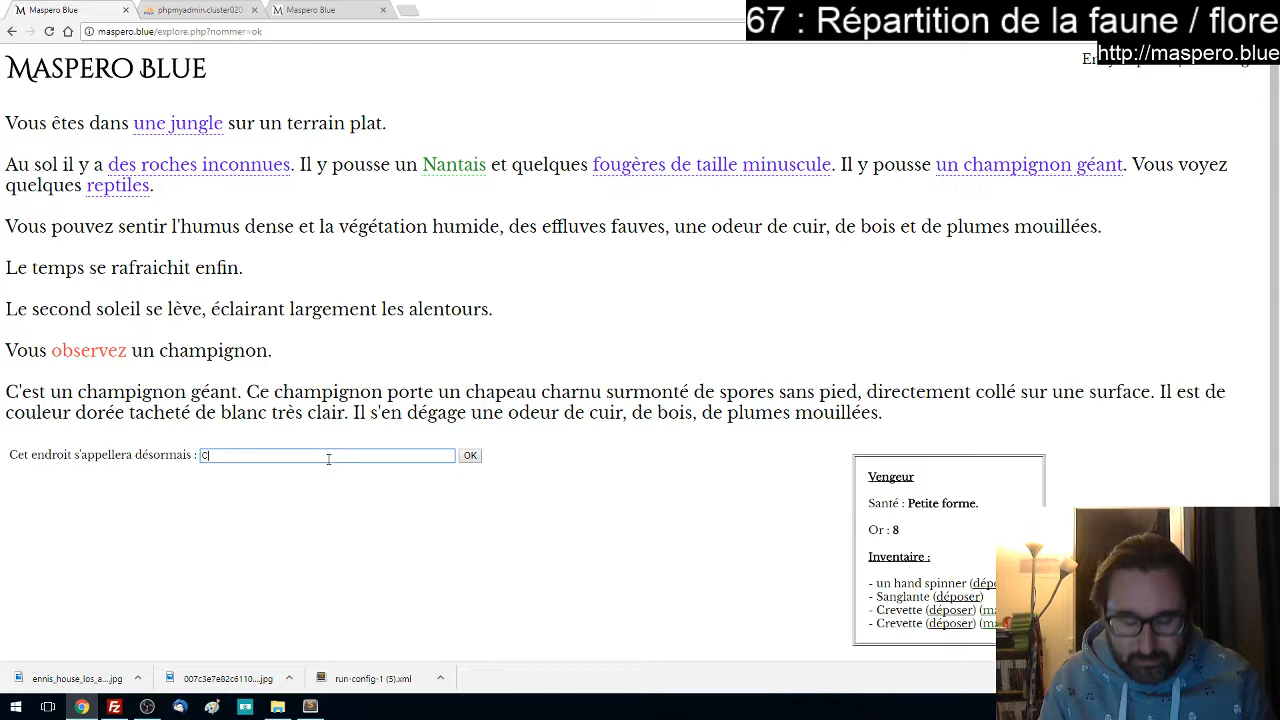 Maspero Blue
phpmyadmin.cluster020
Maspero Blue
67 : Répartition de la faune / flore
maspero.blue/explore.php?nommer=ok
http://maspero.blue
Maspero Blue
Vous êtes dans une jungle sur un terrain plat.
Au sol il y a des roches inconnues. Il y pousse un Nantais et quelques fougères de taille minuscule. Il y pousse un champignon géant. Vous voyez
quelques reptiles.
Vous pouvez sentir l'humus dense et la végétation humide, des effluves fauves, une odeur de cuir, de bois et de plumes mouillées.
Le temps se rafraichit enfin.
Le second soleil se lève, éclairant largement les alentours.
Vous observez un champignon.
C'est un champignon géant. Ce champignon porte un chapeau charnu surmonté de spores sans pied, directement collé sur une surface. Il est de
couleur dorée tacheté de blanc très clair. Il s'en dégage une odeur de cuir, de bois, de plumes mouillées.
Cet endroit s'appellera désormais : C OK
Vengeur
Santé : Petite forme.
Or : 8
Inventaire :
- un hand spinner (dépo
- Sanglante (déposer)
- Crevette (déposer) (ma
- Crevette (déposer) (ma
ennis_house_los_a....jpg
007c3e7e82c6110....jpg
run-config-1 (5).xml